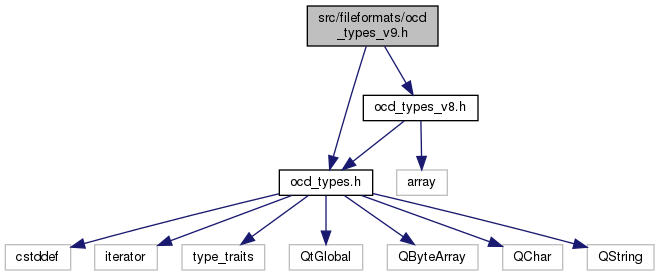 src/fileformats/ocd
_types_v9.h
ocd_types_v8.h
ocd_types.h
array
cstddef
iterator
type_traits
QtGlobal
QByteArray
QChar
QString